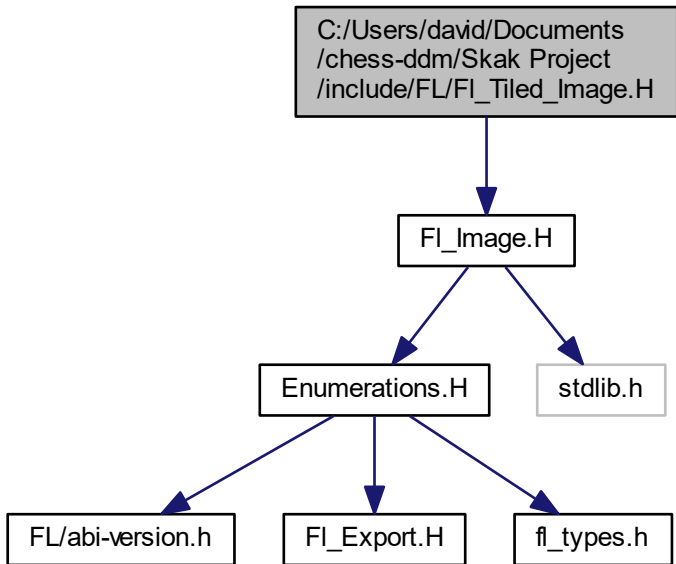 C:/Users/david/Documents
/chess-ddm/Skak Project
/include/FL/Fl_Tiled_Image.H
Fl_Image.H
Enumerations.H
stdlib.h
FL/abi-version.h
Fl_Export.H
fl_types.h